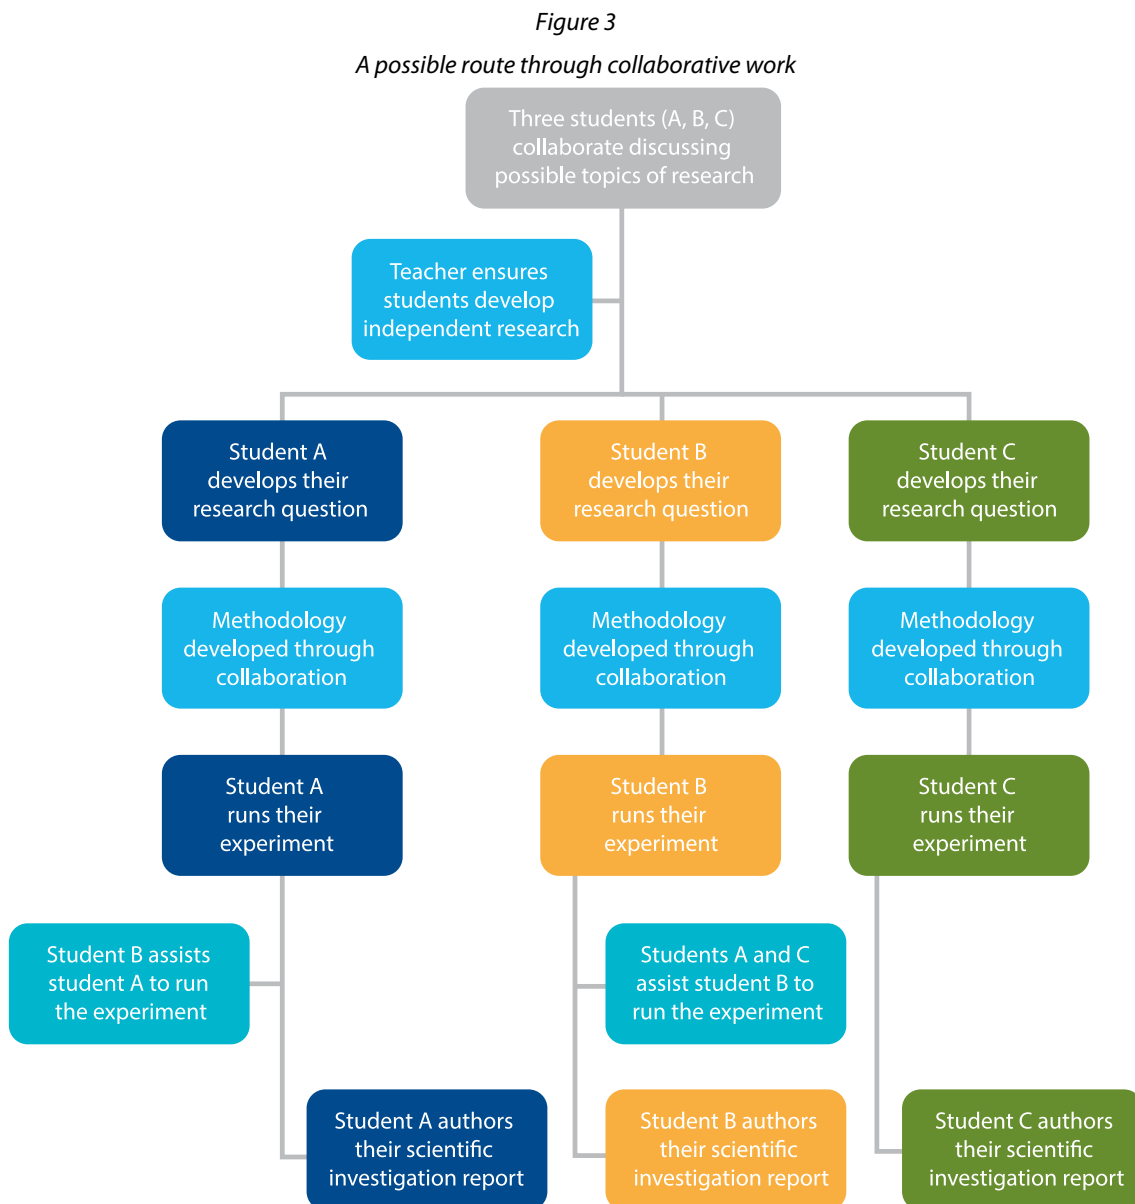 Figure 3
A possible route through collaborative work
Three students (A, B, C)
collaborate discussing
possible topics of research
Teacher ensures
students develop
independent research
Student A
develops their
research question
Student B
develops their
research question
Student C
develops their
research question
Methodology
developed through
collaboration
Methodology
developed through
collaboration
Methodology
developed through
collaboration
Student A
runs their
experiment
Student B
runs their
experiment
Student C
runs their
experiment
Student B assists
student A to run
the experiment
Students A and C
assist student B to
run the experiment
Student A authors
their scientific
investigation report
Student B authors
their scientific
investigation report
Student C authors
their scientific
investigation report